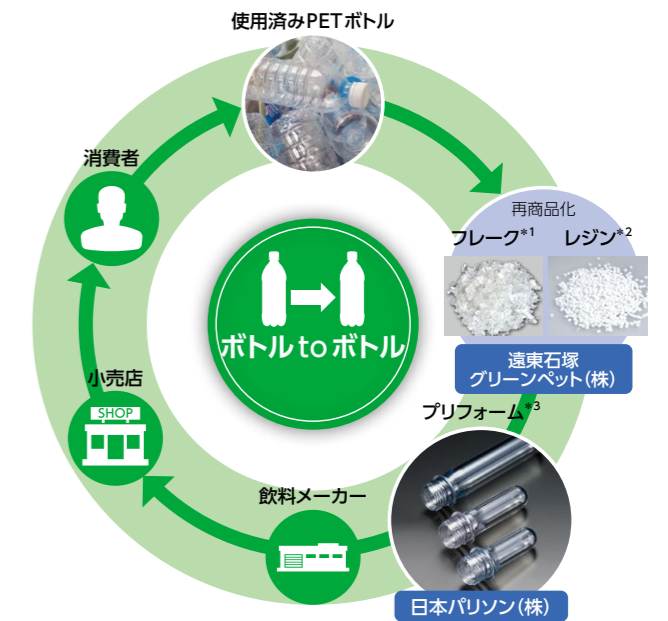 使用済みPETボトル
消費者
再商品化
フレーク*1 レジン*2
ボトルtoボトル
遠東石塚
グリーンペット(株)
小売店
SHOP
プリフォーム*3
飲料メーカー
日本パリソン(株)